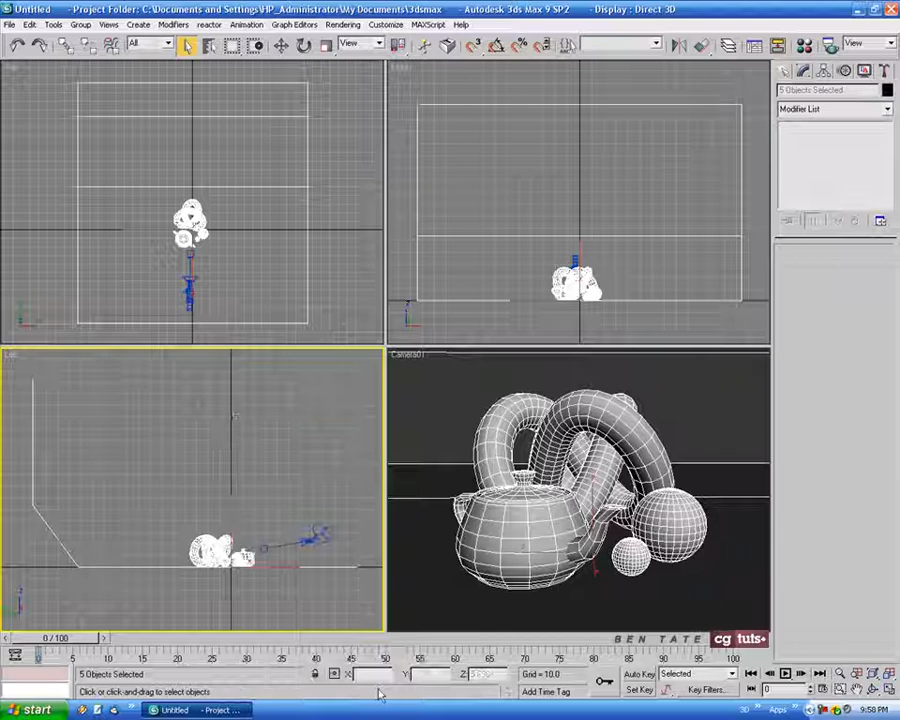 Untitled - Project Folder: C:\Documents and Settings\HP_Administrator\My Documents\3dsmax - Autodesk 3ds Max 9 SP2 - Display : Direct 3D
File Edit Tools Group Views Create Modifiers reactor Animation Graph Editors Rendering Customize MAXScript Help
All View View
5 Objects Selected
Modifier List
Left Camera01
0 / 100
BEN TATE cg tuts+
0 5 10 15 20 25 30 35 40 45 50 55 60 65 70 75 80 85 90 95 100
5 Objects Selected X: Y: Z: Grid = 10.0 Auto Key Selected
Click or click-and-drag to select objects Add Time Tag Set Key Key Filters... 0
start Untitled - Project ... 3D Apps 9:58 PM